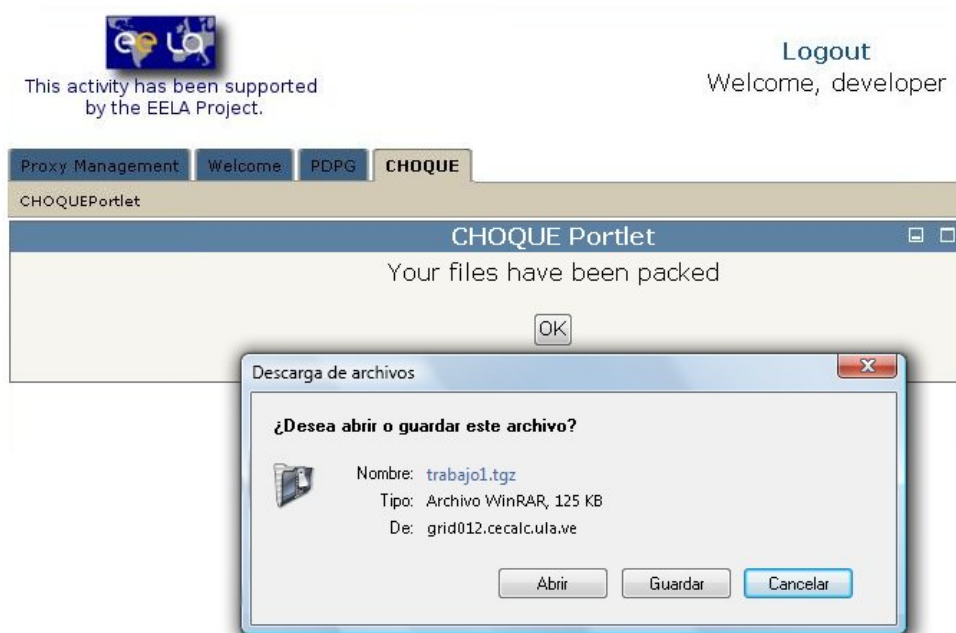 ee la
This activity has been supported
by the EELA Project.
Logout
Welcome, developer
Proxy Management Welcome PDPG CHOQUE
CHOQUEPortlet
CHOQUE Portlet
Your files have been packed
OK
Descarga de archivos
¿Desea abrir o guardar este archivo?
Nombre: trabajo1.tgz
Tipo: Archivo WinRAR, 125 KB
De: grid012.cecalc.ula.ve
Abrir Guardar Cancelar